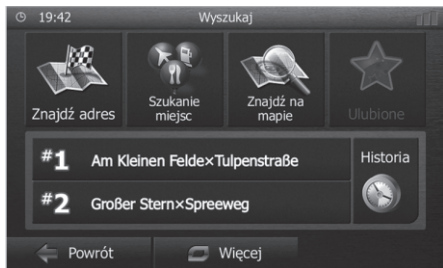 19:42 Wyszukaj
Znajdź adres
Szukanie miejsc
Znajdź na mapie
Ulubione
#1 Am Kleinen Felde×Tulpenstraße
#2 Großer Stern×Spreeweg
Historia
Powrót
Więcej